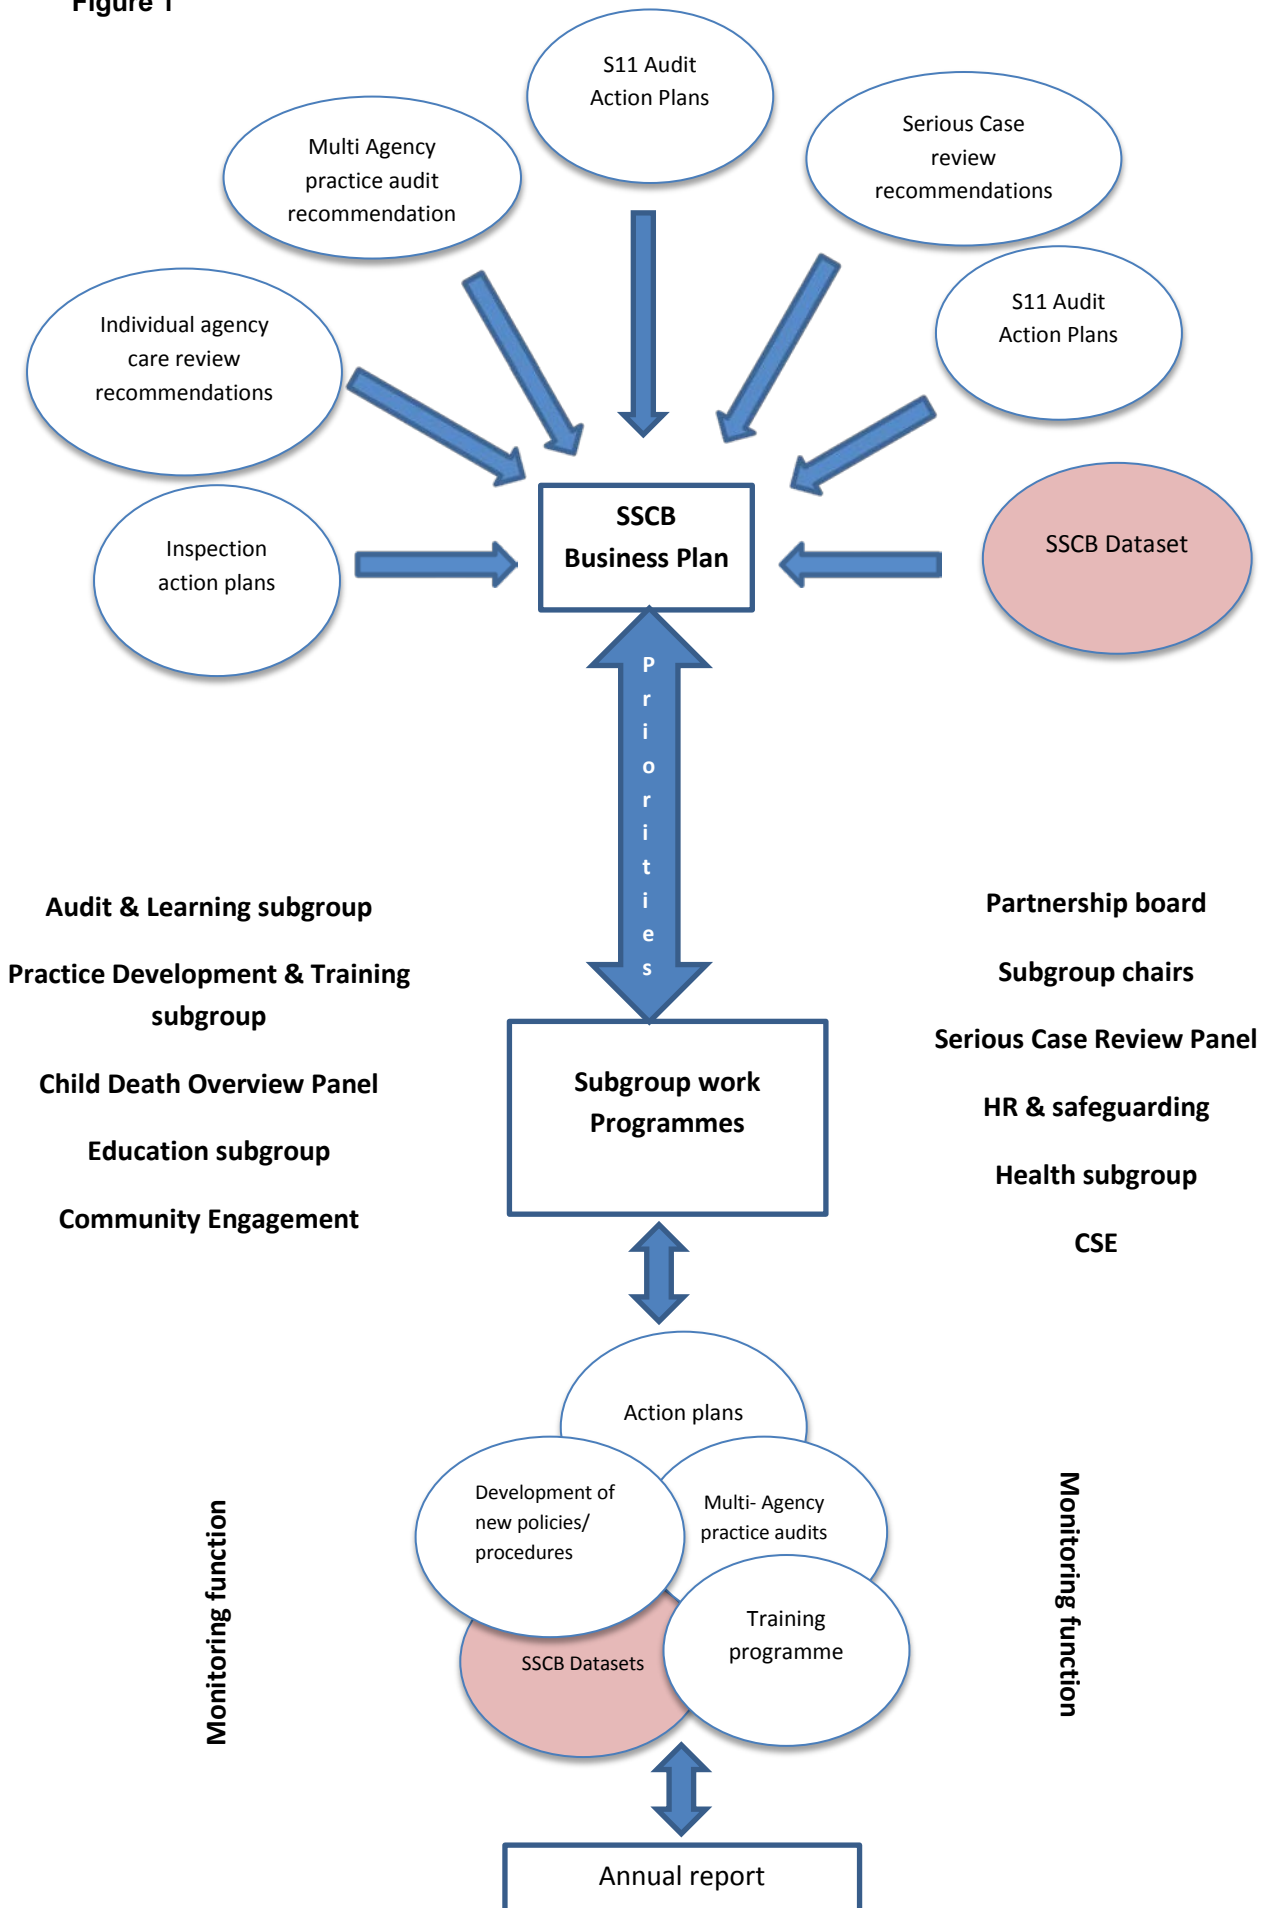 Figure 1
S11 Audit
Action Plans
Serious Case
review
recommendations
Multi Agency
practice audit
recommendation
S11 Audit
Action Plans
Individual agency
care review
recommendations
SSCB
Business Plan
SSCB Dataset
Inspection
action plans
Priorities
Audit & Learning subgroup
Practice Development & Training
subgroup
Child Death Overview Panel
Education subgroup
Community Engagement
Partnership board
Subgroup chairs
Serious Case Review Panel
HR & safeguarding
Health subgroup
CSE
Subgroup work
Programmes
Action plans
Development of
new policies/
procedures
Multi- Agency
practice audits
Training
programme
SSCB Datasets
Monitoring function
Monitoring function
Annual report